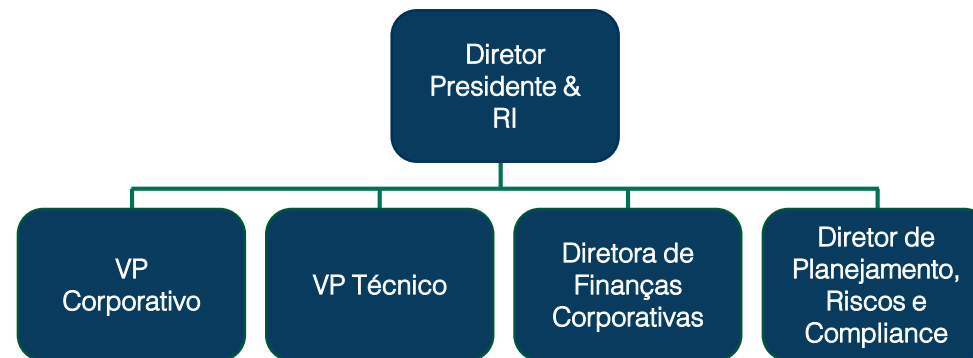 Diretor
Presidente &
RI
VP
Corporativo
VP Técnico
Diretora de
Finanças
Corporativas
Diretor de
Planejamento,
Riscos e
Compliance